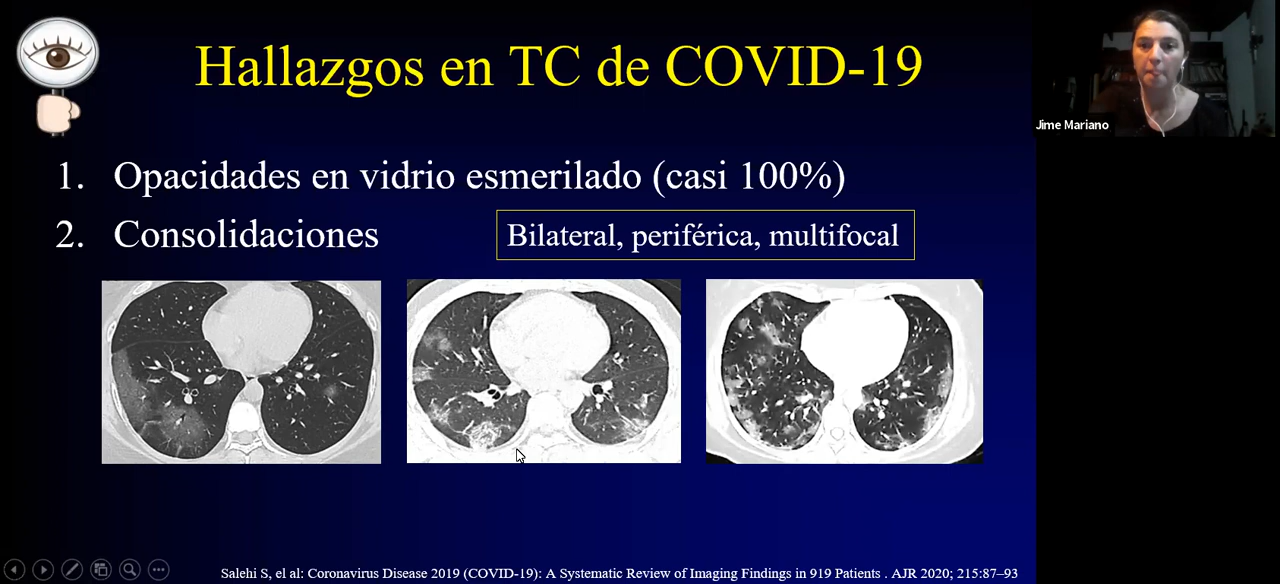 Hallazgos en TC de COVID-19
Jime Mariano
1. Opacidades en vidrio esmerilado (casi 100%)
2. Consolidaciones
Bilateral, periférica, multifocal
Salehi S, el al: Coronavirus Disease 2019 (COVID-19): A Systematic Review of Imaging Findings in 919 Patients . AJR 2020; 215:87–93